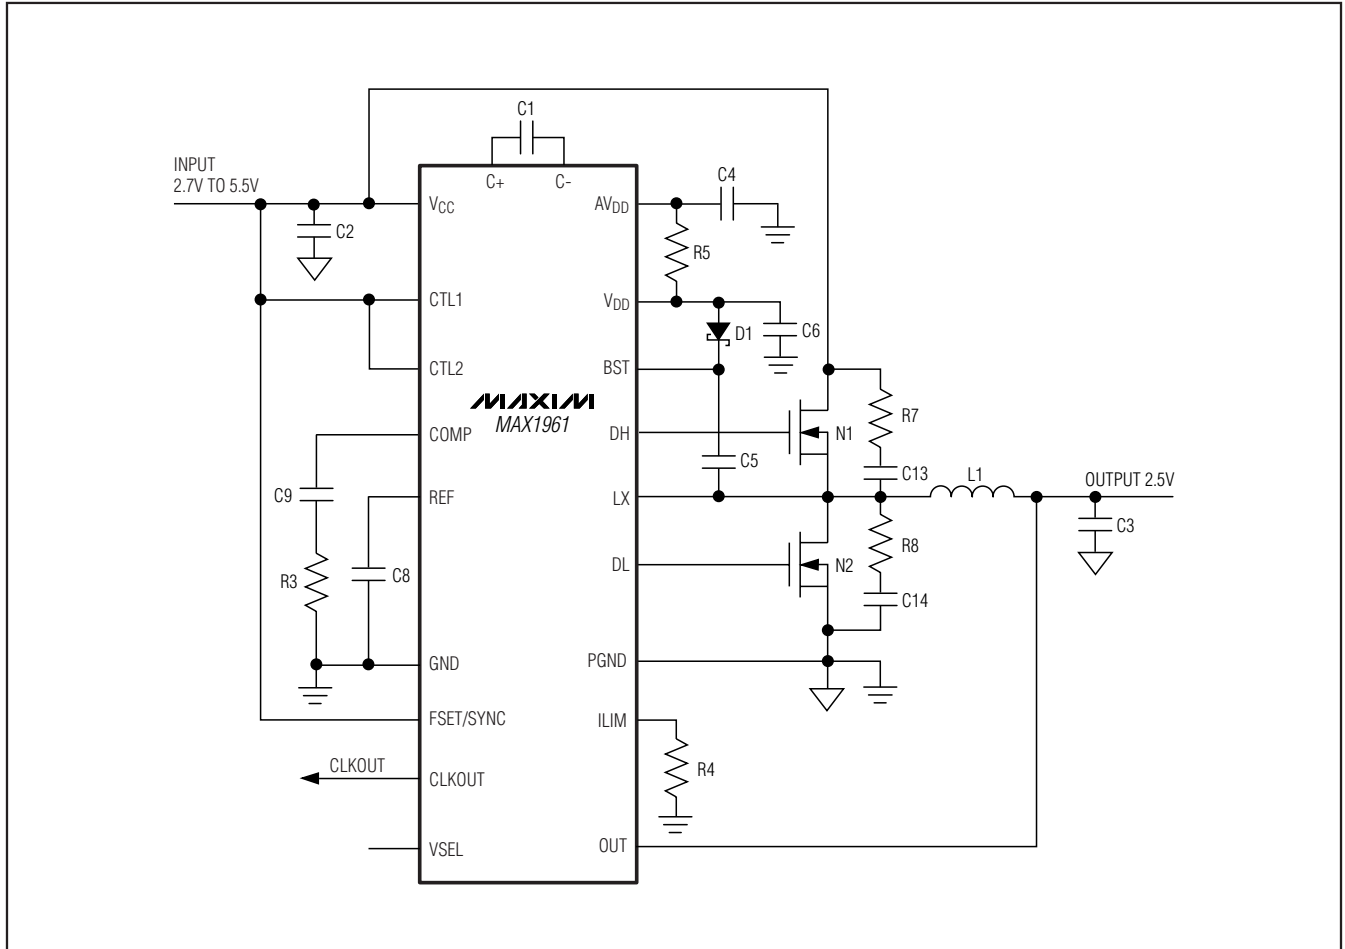 C1
INPUT
2.7V TO 5.5V
C+
C-
C4
VCC
AVDD
C2
R5
CTL1
VDD
D1
C6
CTL2
BST
MAXIM
MAX1961
R7
COMP
DH
N1
C5
C13
L1
C9
REF
LX
OUTPUT 2.5V
C3
R8
DL
N2
R3
C8
C14
GND
PGND
FSET/SYNC
ILIM
CLKOUT
CLKOUT
R4
VSEL
OUT